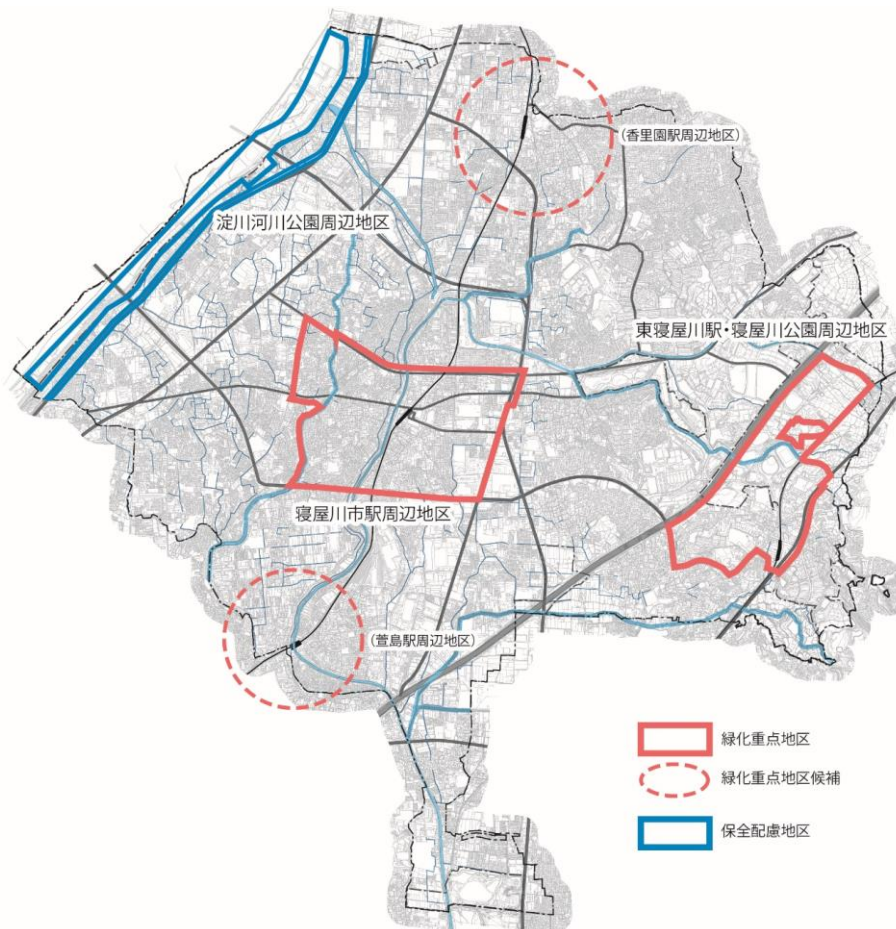 (香里園駅周辺地区)
淀川河川公園周辺地区
東寝屋川駅・寝屋川公園周辺地区
寝屋川市駅周辺地区
(萱島駅周辺地区)
緑化重点地区
緑化重点地区候補
保全配慮地区